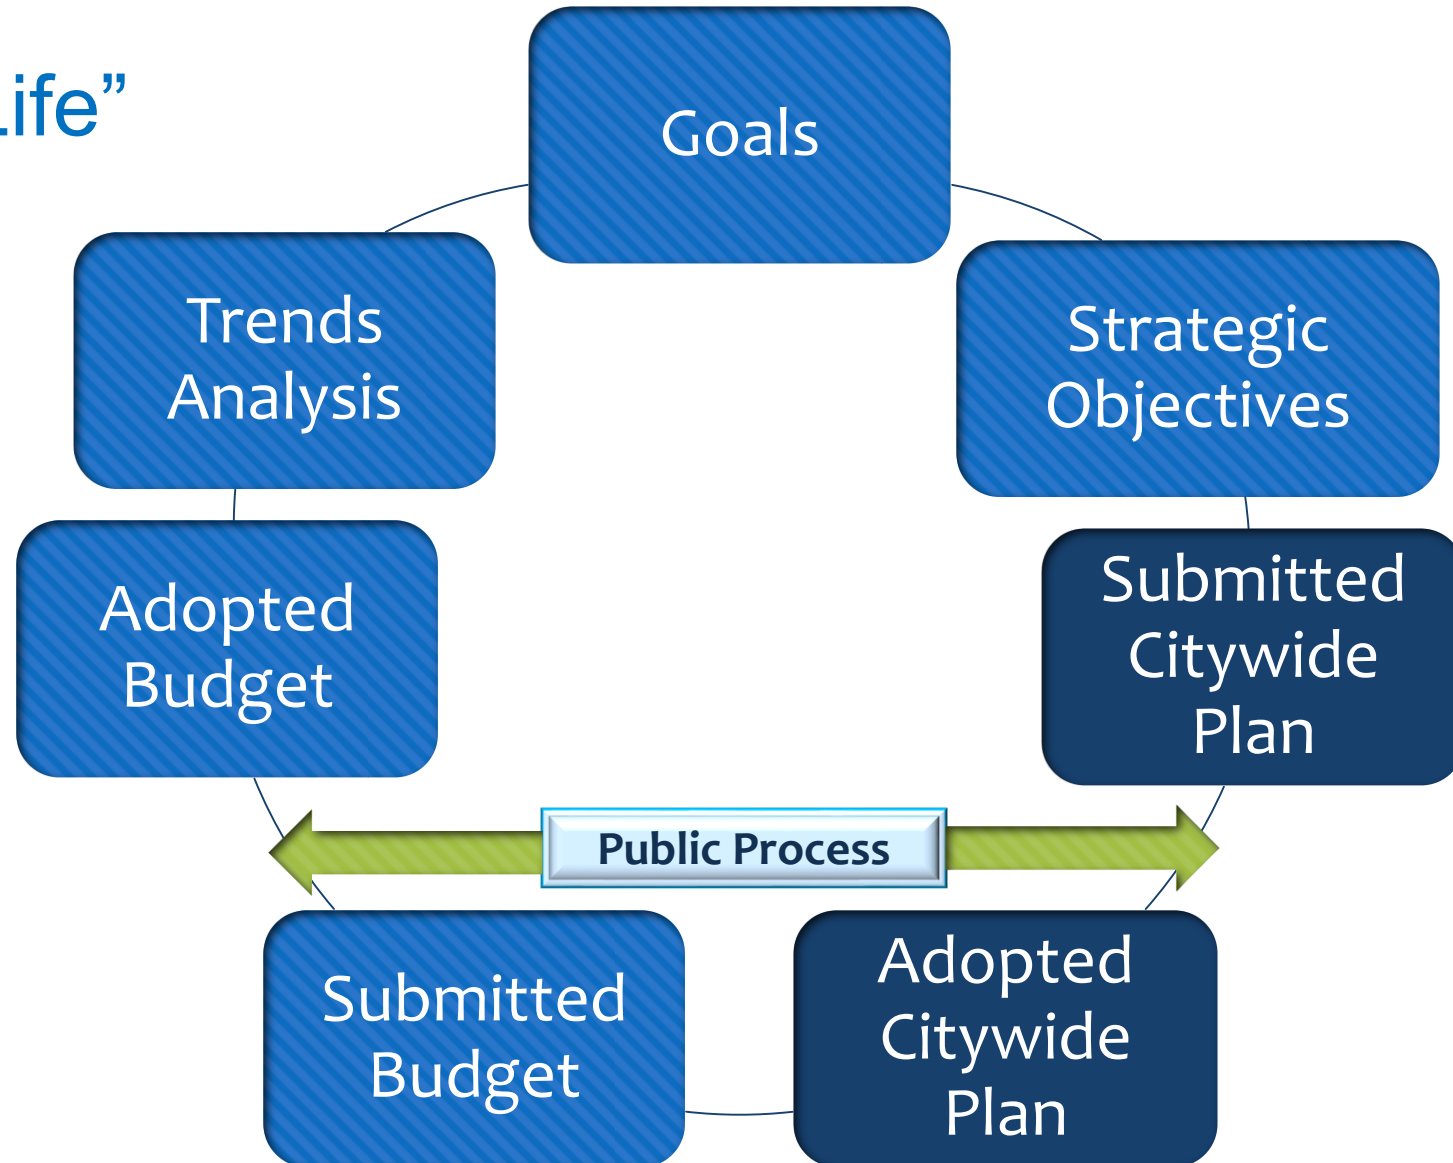 ife”
Goals
Trends
Analysis
Strategic
Objectives
Adopted
Budget
Submitted
Citywide
Plan
Public Process
Submitted
Budget
Adopted
Citywide
Plan